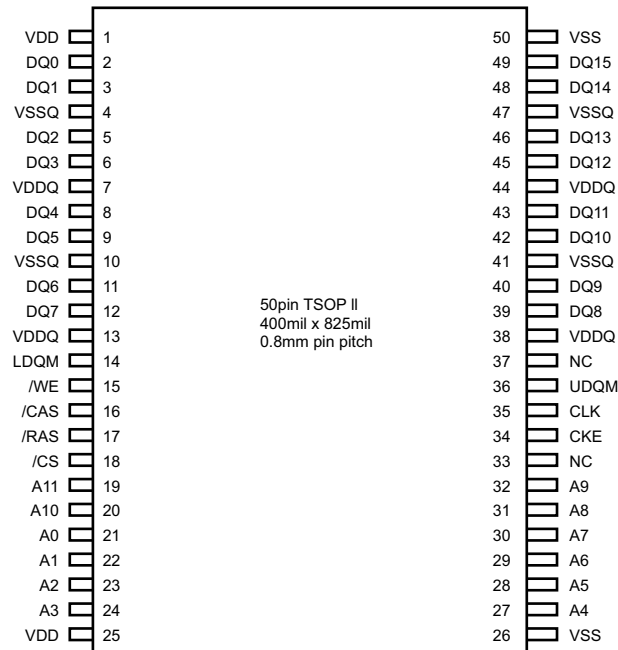 VDD 1 50 VSS
DQ0 2 49 DQ15
DQ1 3 48 DQ14
VSSQ 4 47 VSSQ
DQ2 5 46 DQ13
DQ3 6 45 DQ12
VDDQ 7 44 VDDQ
DQ4 8 43 DQ11
DQ5 9 42 DQ10
VSSQ 10 41 VSSQ
DQ6 11 40 DQ9
DQ7 12 39 DQ8
VDDQ 13 38 VDDQ
LDQM 14 37 NC
/WE 15 36 UDQM
/CAS 16 35 CLK
/RAS 17 34 CKE
/CS 18 33 NC
A11 19 32 A9
A10 20 31 A8
A0 21 30 A7
A1 22 29 A6
A2 23 28 A5
A3 24 27 A4
VDD 25 26 VSS
50pin TSOP II
400mil x 825mil
0.8mm pin pitch